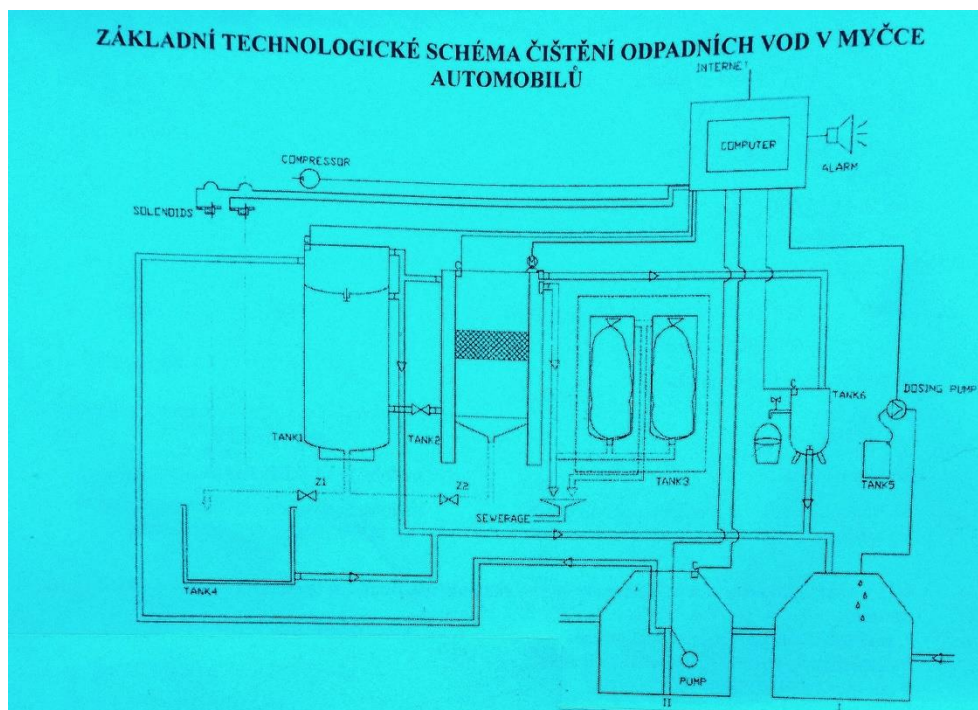 ZÁKLADNÍ TECHNOLOGICKÉ SCHÉMA ČIŠTĚNÍ ODPADNÍCH VOD V MYČCE
AUTOMOBILŮ
INTERNET
COMPUTER
ALARM
COMPRESSOR
SOLENOIDS
TANK1
TANK2
TANK3
TANK6
DOSING PUMP
TANK5
Z1
Z2
SEWERAGE
TANK4
PUMP
II
I